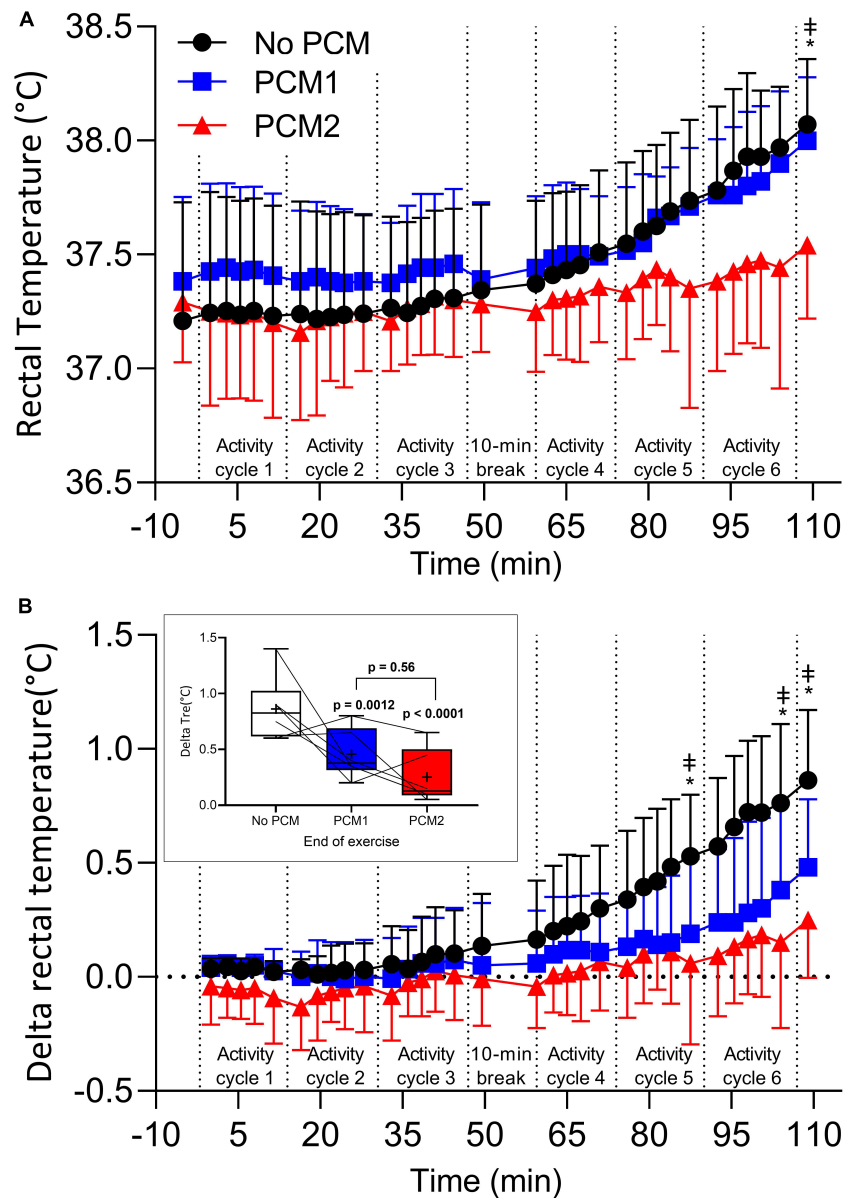 A
Rectal Temperature (°C)
38.5
38.0
37.5
37.0
36.5
No PCM
PCM1
PCM2
ǂ
*
Activity cycle 1
Activity cycle 2
Activity cycle 3
10-min break
Activity cycle 4
Activity cycle 5
Activity cycle 6
-10 5 20 35 50 65 80 95 110
Time (min)
B
Delta rectal temperature(°C)
1.5
1.0
0.5
0.0
-0.5
Delta Tre(°C)
1.5
1.0
0.5
0.0
p = 0.56
p = 0.0012
p < 0.0001
No PCM PCM1 PCM2
End of exercise
ǂ
*
ǂ
*
ǂ
*
Activity cycle 1
Activity cycle 2
Activity cycle 3
10-min break
Activity cycle 4
Activity cycle 5
Activity cycle 6
-10 5 20 35 50 65 80 95 110
Time (min)